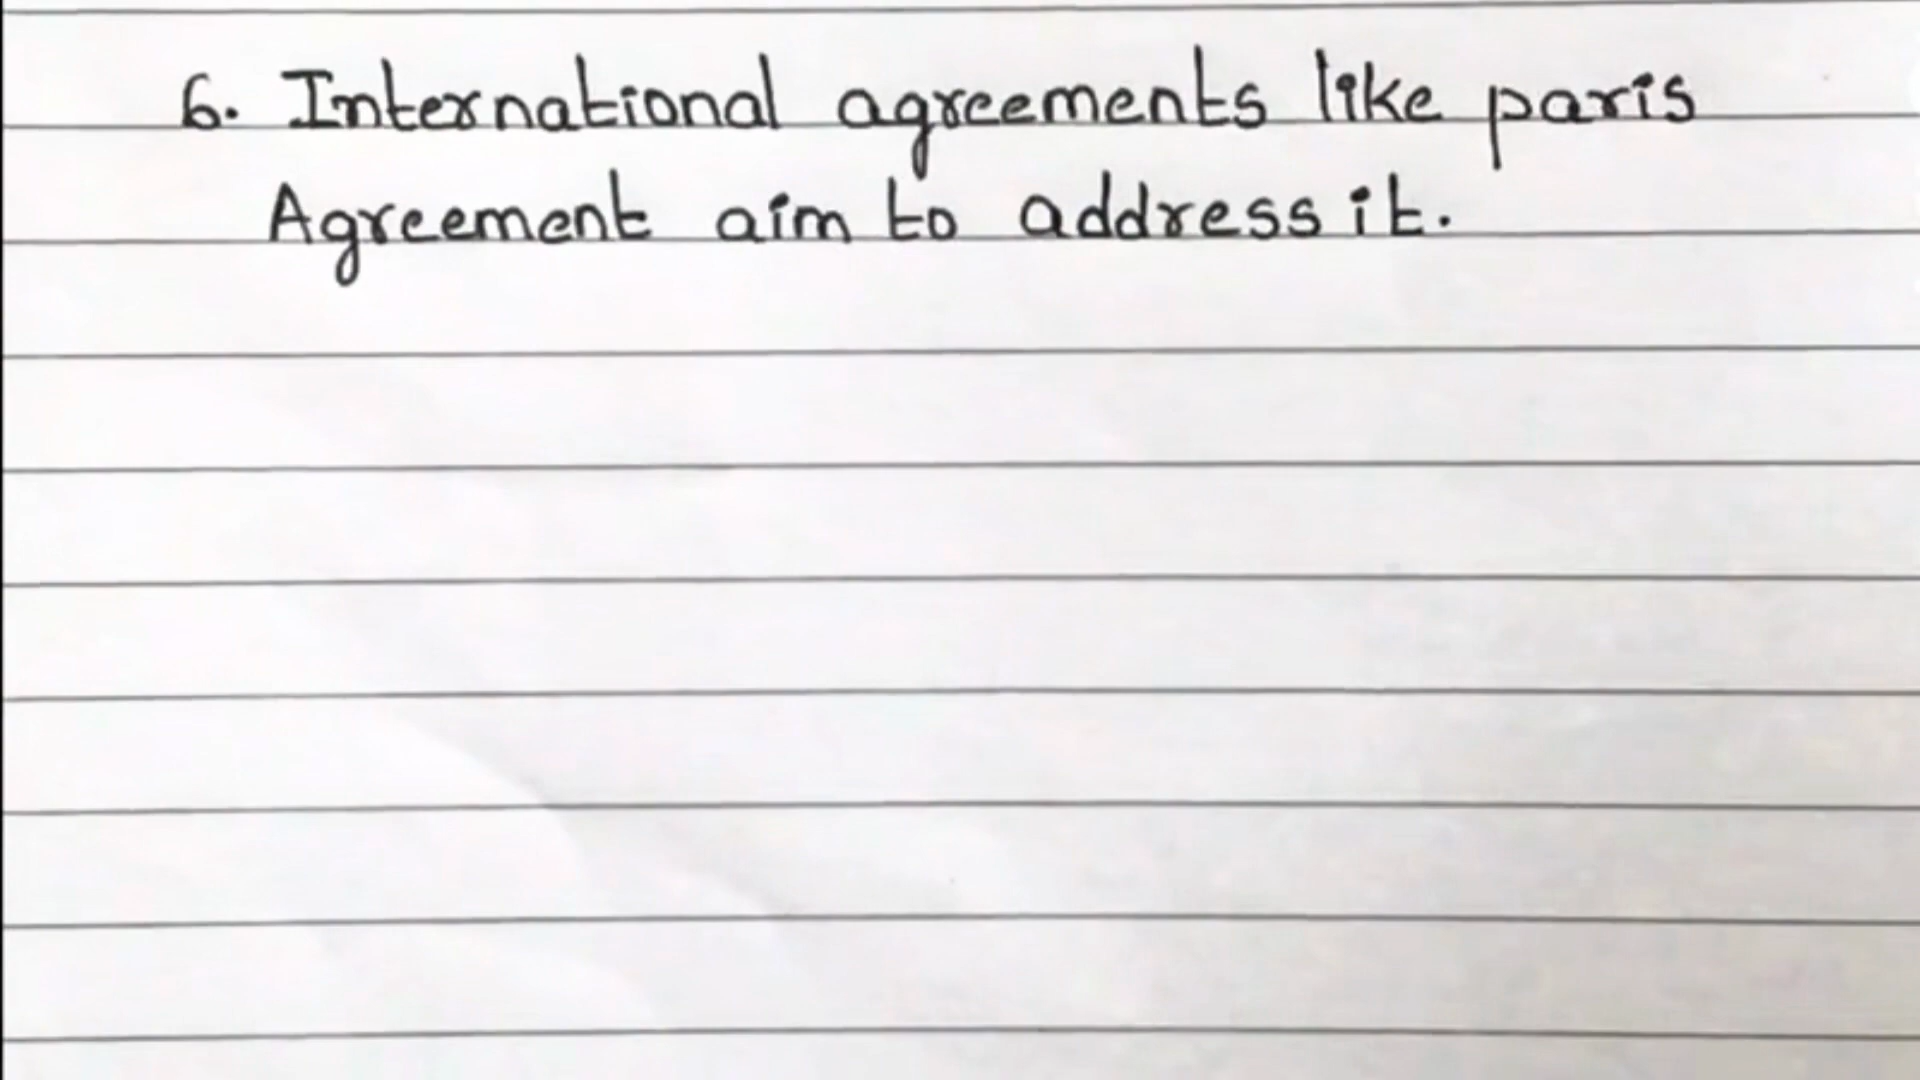 6. International agreements like paris
Agreement aim to address it.